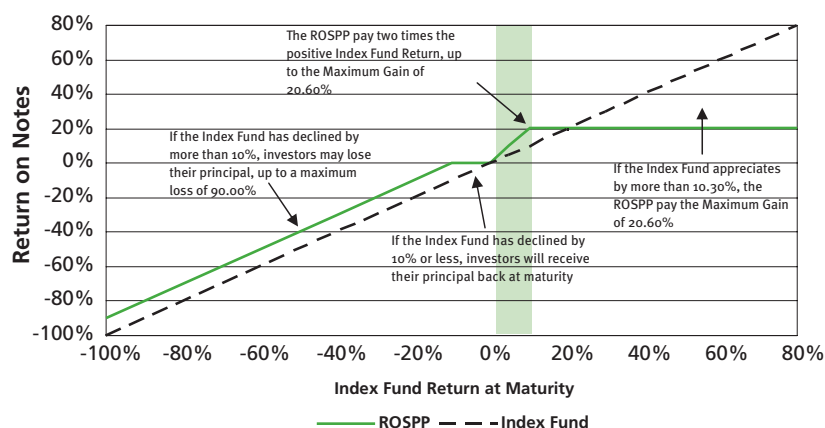 80%
60%
40%
20%
0%
-20%
-40%
-60%
-80%
-100%
Return on Notes
The ROSPP pay two times the
positive Index Fund Return, up
to the Maximum Gain of
20.60%
If the Index Fund has declined by
more than 10%, investors may lose
their principal, up to a maximum
loss of 90.00%
If the Index Fund appreciates
by more than 10.30%, the
ROSPP pay the Maximum Gain
of 20.60%
If the Index Fund has declined by
10% or less, investors will receive
their principal back at maturity
-100% -80% -60% -40% -20% 0% 20% 40% 60% 80%
Index Fund Return at Maturity
ROSPP Index Fund